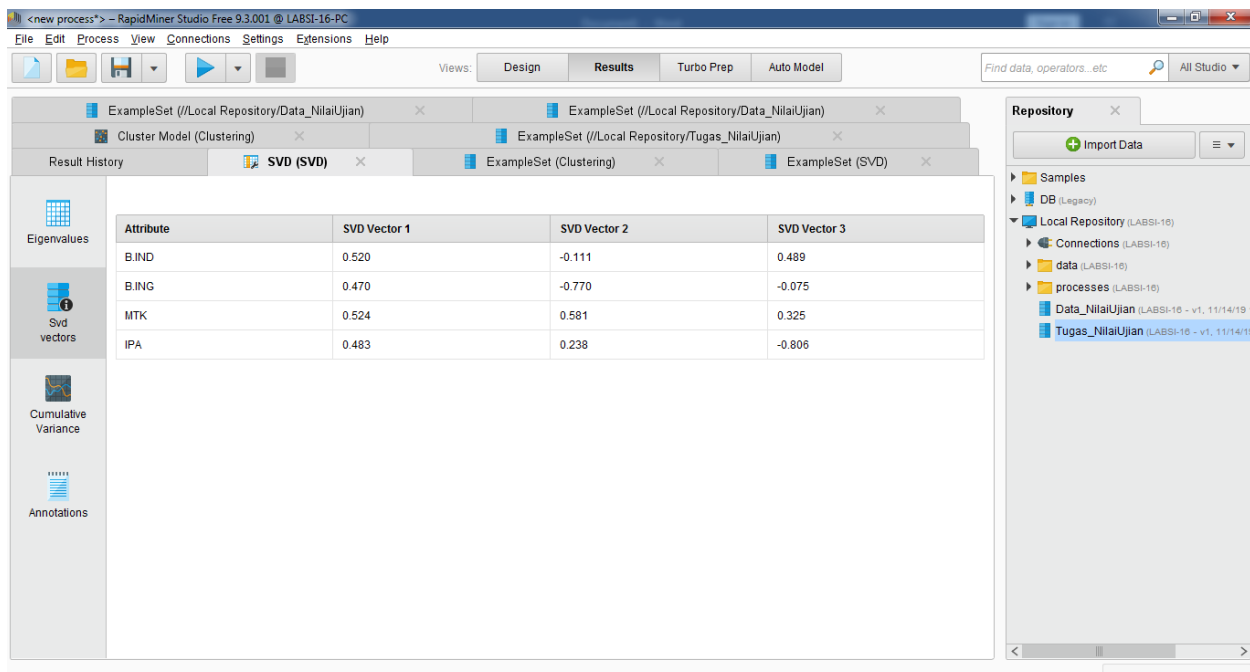 <new process*> – RapidMiner Studio Free 9.3.001 @ LABSI-16-PC
File Edit Process View Connections Settings Extensions Help
Views: Design Results Turbo Prep Auto Model Find data, operators...etc All Studio
ExampleSet (//Local Repository/Data_NilaiUjian) ExampleSet (//Local Repository/Data_NilaiUjian)
Cluster Model (Clustering) ExampleSet (//Local Repository/Tugas_NilaiUjian)
Result History SVD (SVD) ExampleSet (Clustering) ExampleSet (SVD)
Eigenvalues
Svd
vectors
Cumulative
Variance
Annotations
Attribute SVD Vector 1 SVD Vector 2 SVD Vector 3
B.IND 0.520 -0.111 0.489
B.ING 0.470 -0.770 -0.075
MTK 0.524 0.581 0.325
IPA 0.483 0.238 -0.806
Repository
Import Data
Samples
DB (Legacy)
Local Repository (LABSI-16)
Connections (LABSI-16)
data (LABSI-16)
processes (LABSI-16)
Data_NilaiUjian (LABSI-16 - v1, 11/14/19
Tugas_NilaiUjian (LABSI-16 - v1, 11/14/1